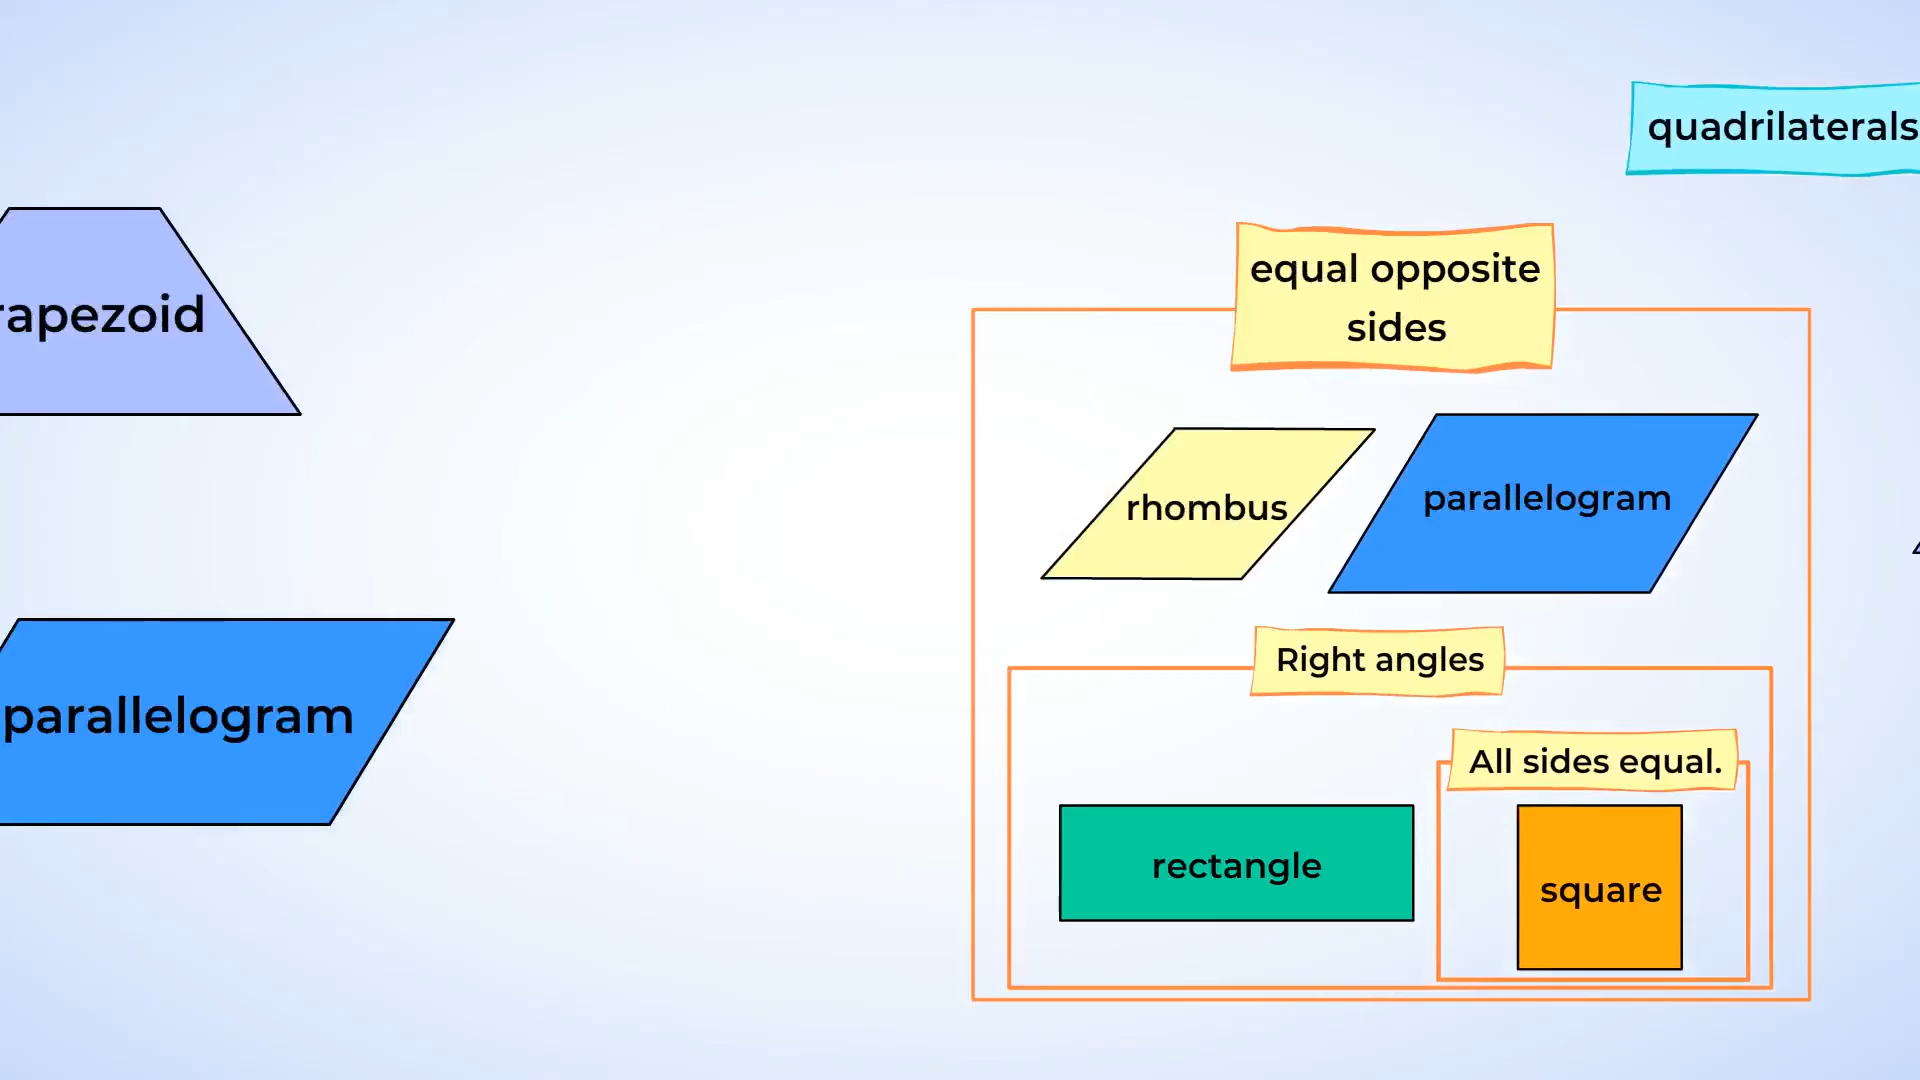 quadrilaterals
equal opposite
sides
rapezoid
rhombus
parallelogram
Right angles
parallelogram
All sides equal.
rectangle
square